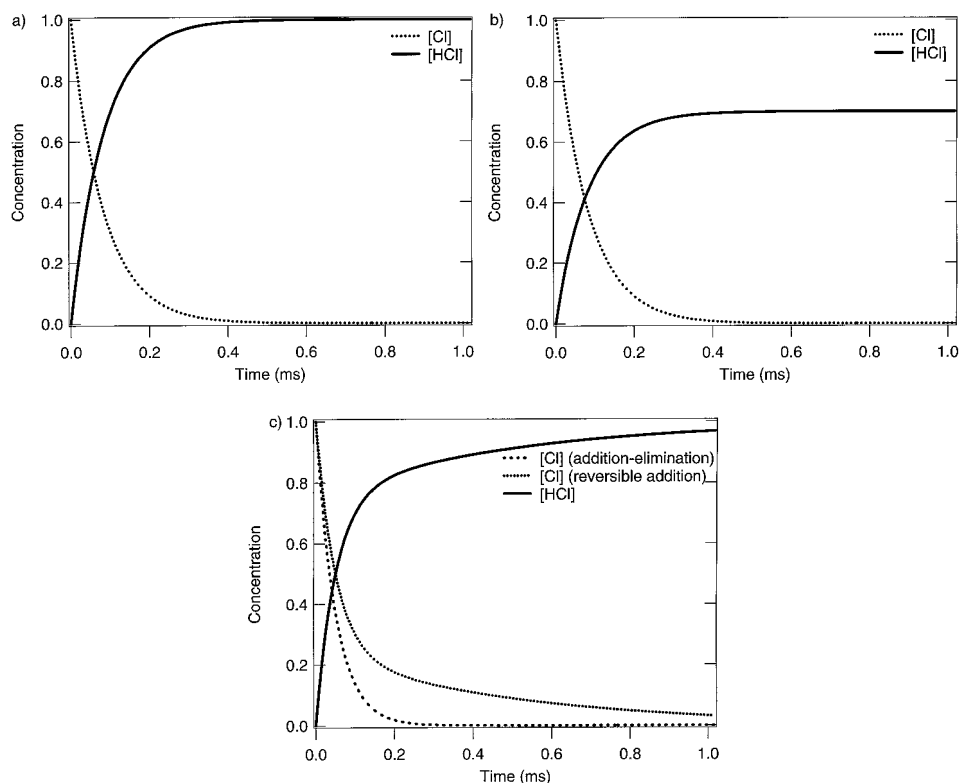 a)
1.0
0.8
0.6
0.4
0.2
0.0
Concentration
[Cl]
[HCl]
0.0 0.2 0.4 0.6 0.8 1.0
Time (ms)
b)
1.0
0.8
0.6
0.4
0.2
0.0
Concentration
[Cl]
[HCl]
0.0 0.2 0.4 0.6 0.8 1.0
Time (ms)
c)
1.0
0.8
0.6
0.4
0.2
0.0
Concentration
[Cl] (addition-elimination)
[Cl] (reversible addition)
[HCl]
0.0 0.2 0.4 0.6 0.8 1.0
Time (ms)